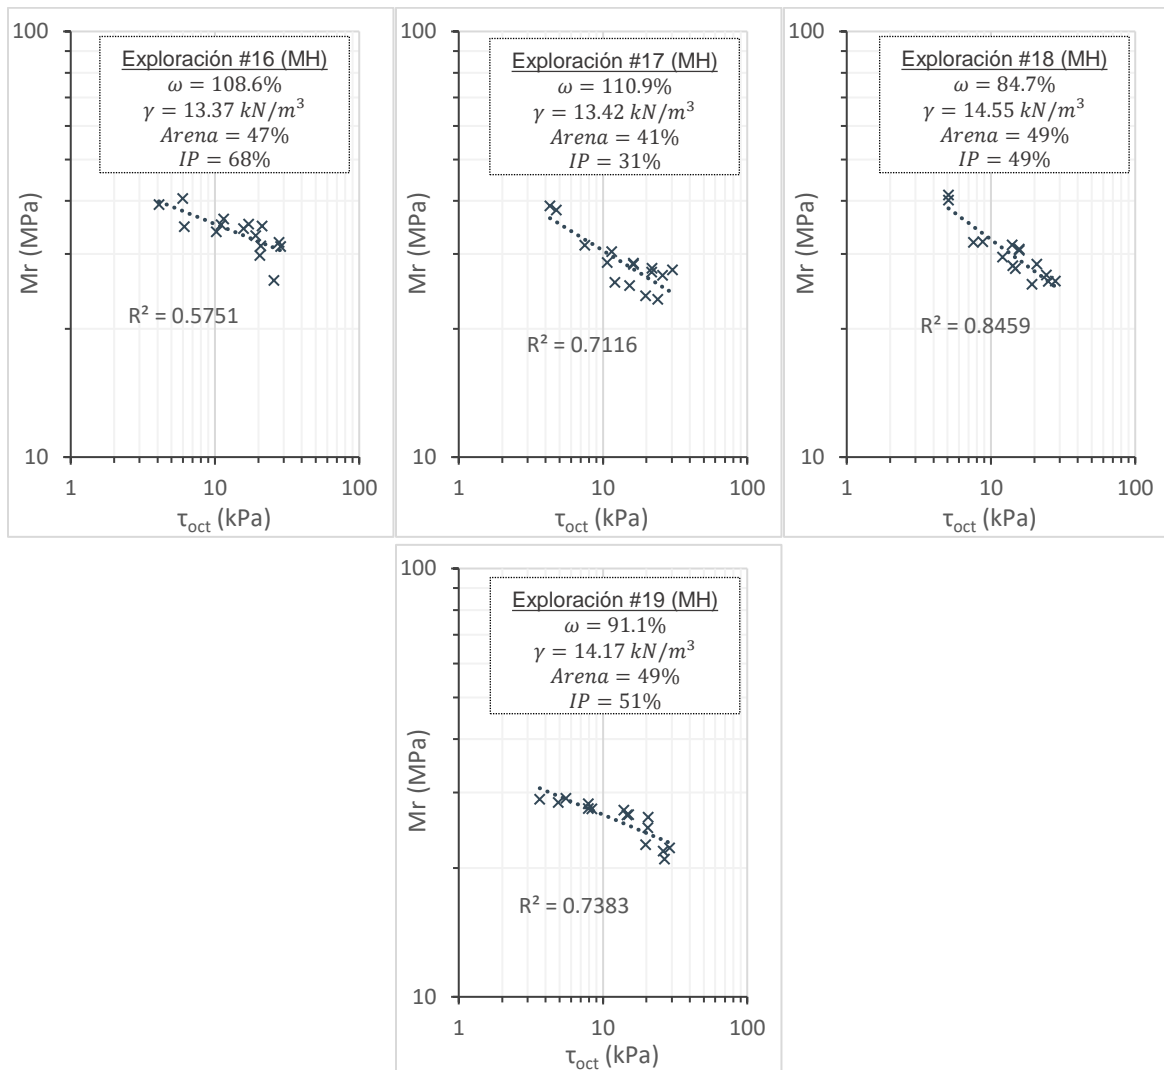 100
Exploración #16 (MH)
ω = 108.6%
γ = 13.37 kN/m³
Arena = 47%
IP = 68%
Mr (MPa)
R² = 0.5751
10
1 10 100
τoct (kPa)
Exploración #17 (MH)
ω = 110.9%
γ = 13.42 kN/m³
Arena = 41%
IP = 31%
Mr (MPa)
R² = 0.7116
10
1 10 100
τoct (kPa)
100
Exploración #18 (MH)
ω = 84.7%
γ = 14.55 kN/m³
Arena = 49%
IP = 49%
Mr (MPa)
R² = 0.8459
10
1 10 100
τoct (kPa)
100
Exploración #19 (MH)
ω = 91.1%
γ = 14.17 kN/m³
Arena = 49%
IP = 51%
Mr (MPa)
R² = 0.7383
10
1 10 100
τoct (kPa)